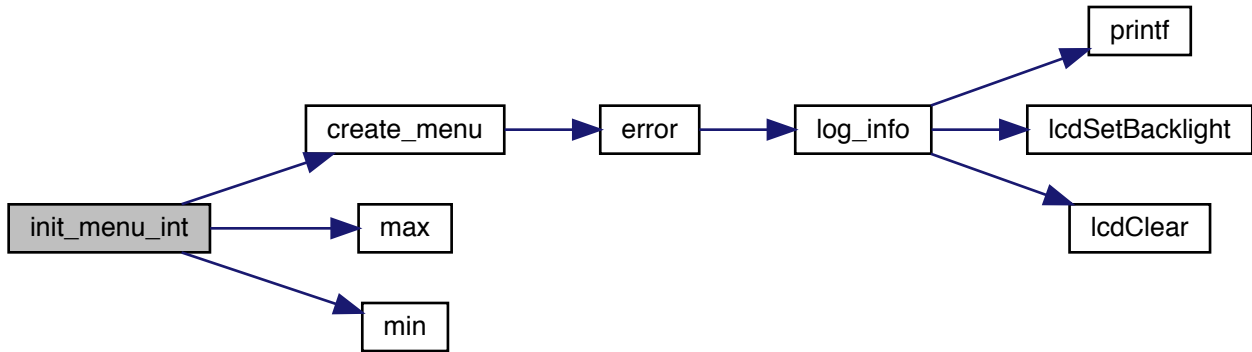 printf
create_menu
error
log_info
lcdSetBacklight
init_menu_int
max
lcdClear
min